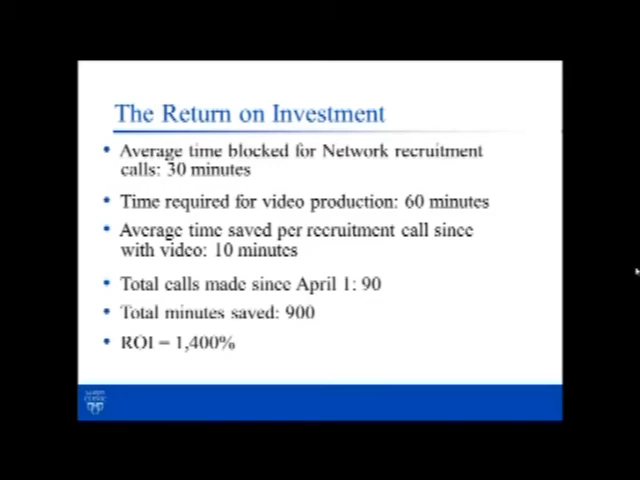 The Return on Investment
• Average time blocked for Network recruitment
calls: 30 minutes
• Time required for video production: 60 minutes
• Average time saved per recruitment call since
with video: 10 minutes
• Total calls made since April 1: 90
• Total minutes saved: 900
• ROI = 1,400%